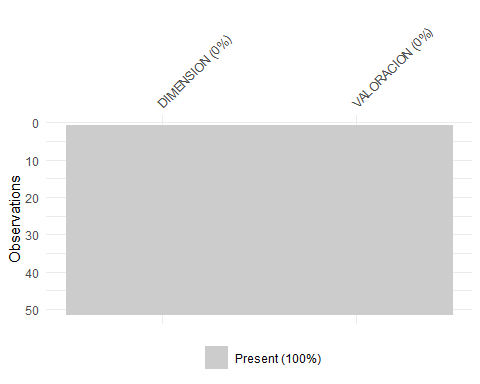 DIMENSION (0%)
VALORACION (0%)
0
10
20
30
40
50
Observations
Present (100%)